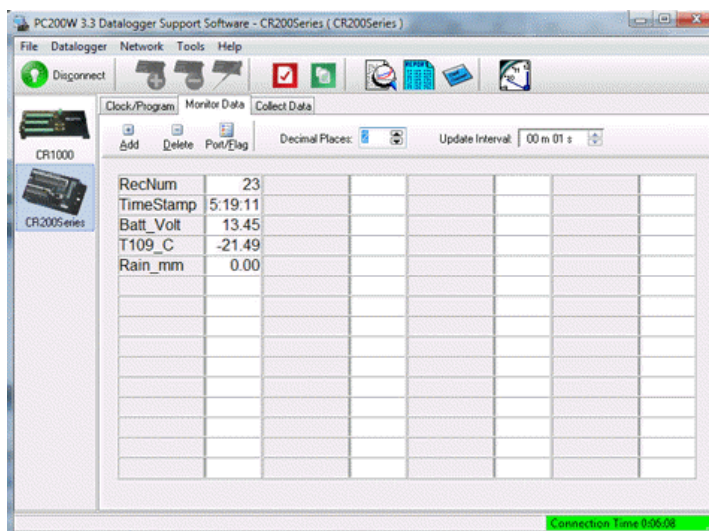 PC200W 3.3 Datalogger Support Software - CR200Series ( CR200Series )
File Datalogger Network Tools Help
Disconnect
REPORT
Clock/Program Monitor Data Collect Data
Add Delete Port/Flag Decimal Places: 2 Update Interval: 00 m 01 s
CR1000
CR200Series
RecNum 23
TimeStamp 5:19:11
Batt_Volt 13.45
T109_C -21.49
Rain_mm 0.00
Connection Time 0:06:08